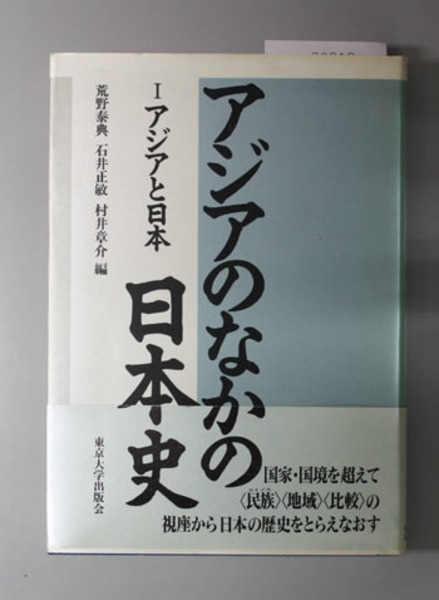 アジアのなかの
日本史
I アジアと日本
荒野泰典 石井正敏 村井章介 編
国家・国境を超えて
〈民族〉〈地域〉〈比較〉の
視座から日本の歴史をとらえなおす
東京大学出版会